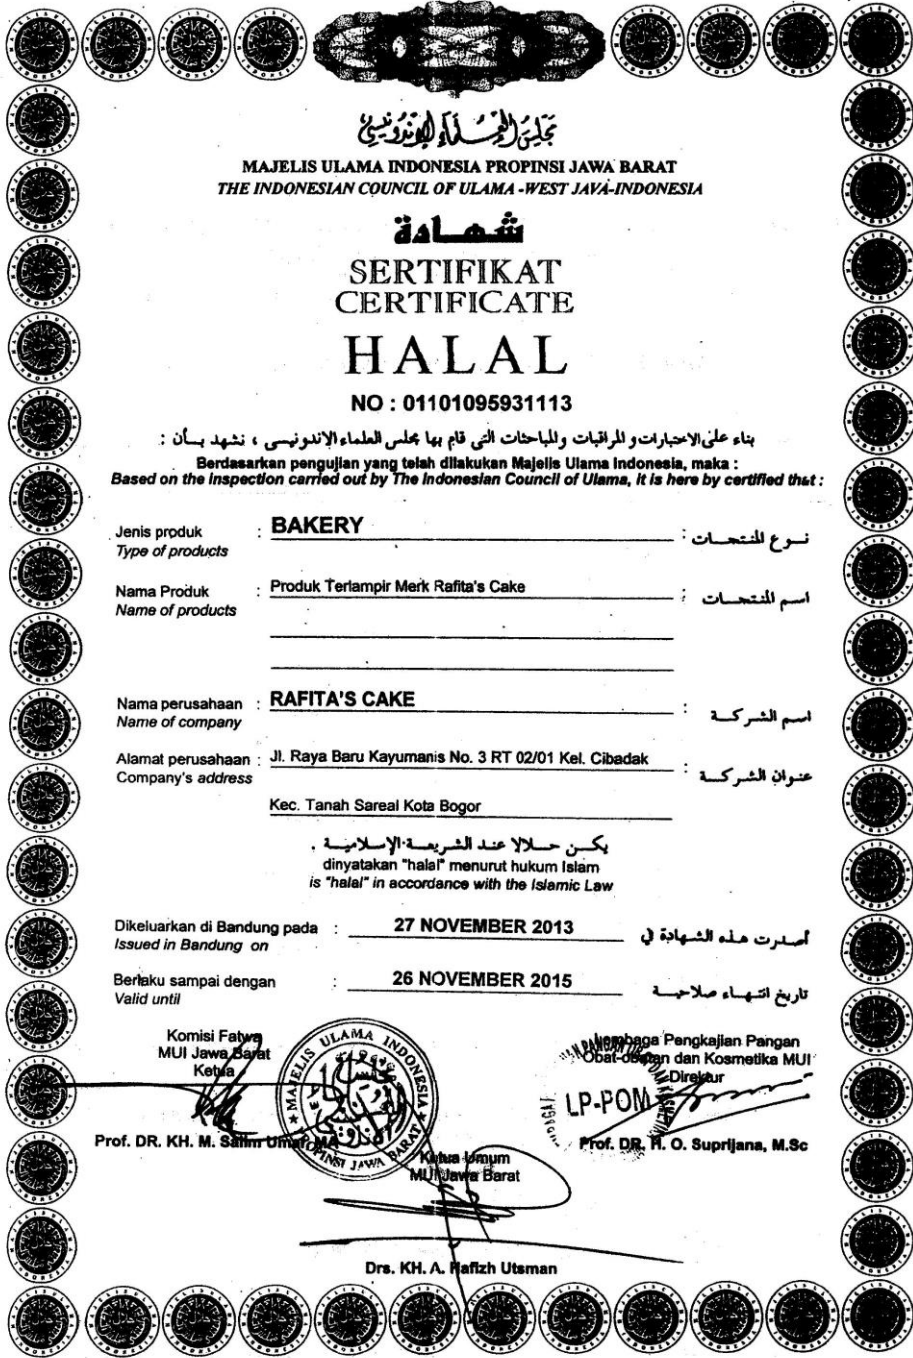 مجلس العلماء الإندونيسي
MAJELIS ULAMA INDONESIA PROPINSI JAWA BARAT
THE INDONESIAN COUNCIL OF ULAMA -WEST JAVA-INDONESIA
شهادة
SERTIFIKAT
CERTIFICATE
HALAL
NO : 01101095931113
بناء على الاختبارات و المراقبات والمباحثات التي قام بها مجلس العلماء الاندونيسى ، نشهد بأن :
Berdasarkan pengujian yang telah dilakukan Majelis Ulama Indonesia, maka :
Based on the Inspection carried out by The Indonesian Council of Ulama, it is here by certified that :
Jenis produk : BAKERY نوع المنتجات :
Type of products
Nama Produk : Produk Terlampir Merk Rafita's Cake اسم المنتجات :
Name of products
Nama perusahaan : RAFITA'S CAKE اسم الشركة :
Name of company
Alamat perusahaan : Jl. Raya Baru Kayumanis No. 3 RT 02/01 Kel. Cibadak عنوان الشركة :
Company's address
Kec. Tanah Sareal Kota Bogor
يكن حلالا عند الشريعة الإسلامية .
dinyatakan "halal" menurut hukum Islam
is "halal" in accordance with the Islamic Law
Dikeluarkan di Bandung pada : 27 NOVEMBER 2013 أصدرت هذه الشهادة في
Issued in Bandung on
Berlaku sampai dengan : 26 NOVEMBER 2015 تاريخ انتهاء صلاحية
Valid until
Komisi Fatwa
MUI Jawa Barat
Ketua
Prof. DR. KH. M. Salim Umar, MA
MAJELIS ULAMA INDONESIA
PROPINSI JAWA BARAT
Lembaga Pengkajian Pangan
Obat-obatan dan Kosmetika MUI
Direktur
LP-POM
Prof. DR. H. O. Suprijana, M.Sc
Ketua Umum
MUI Jawa Barat
Drs. KH. A. Hafizh Utsman